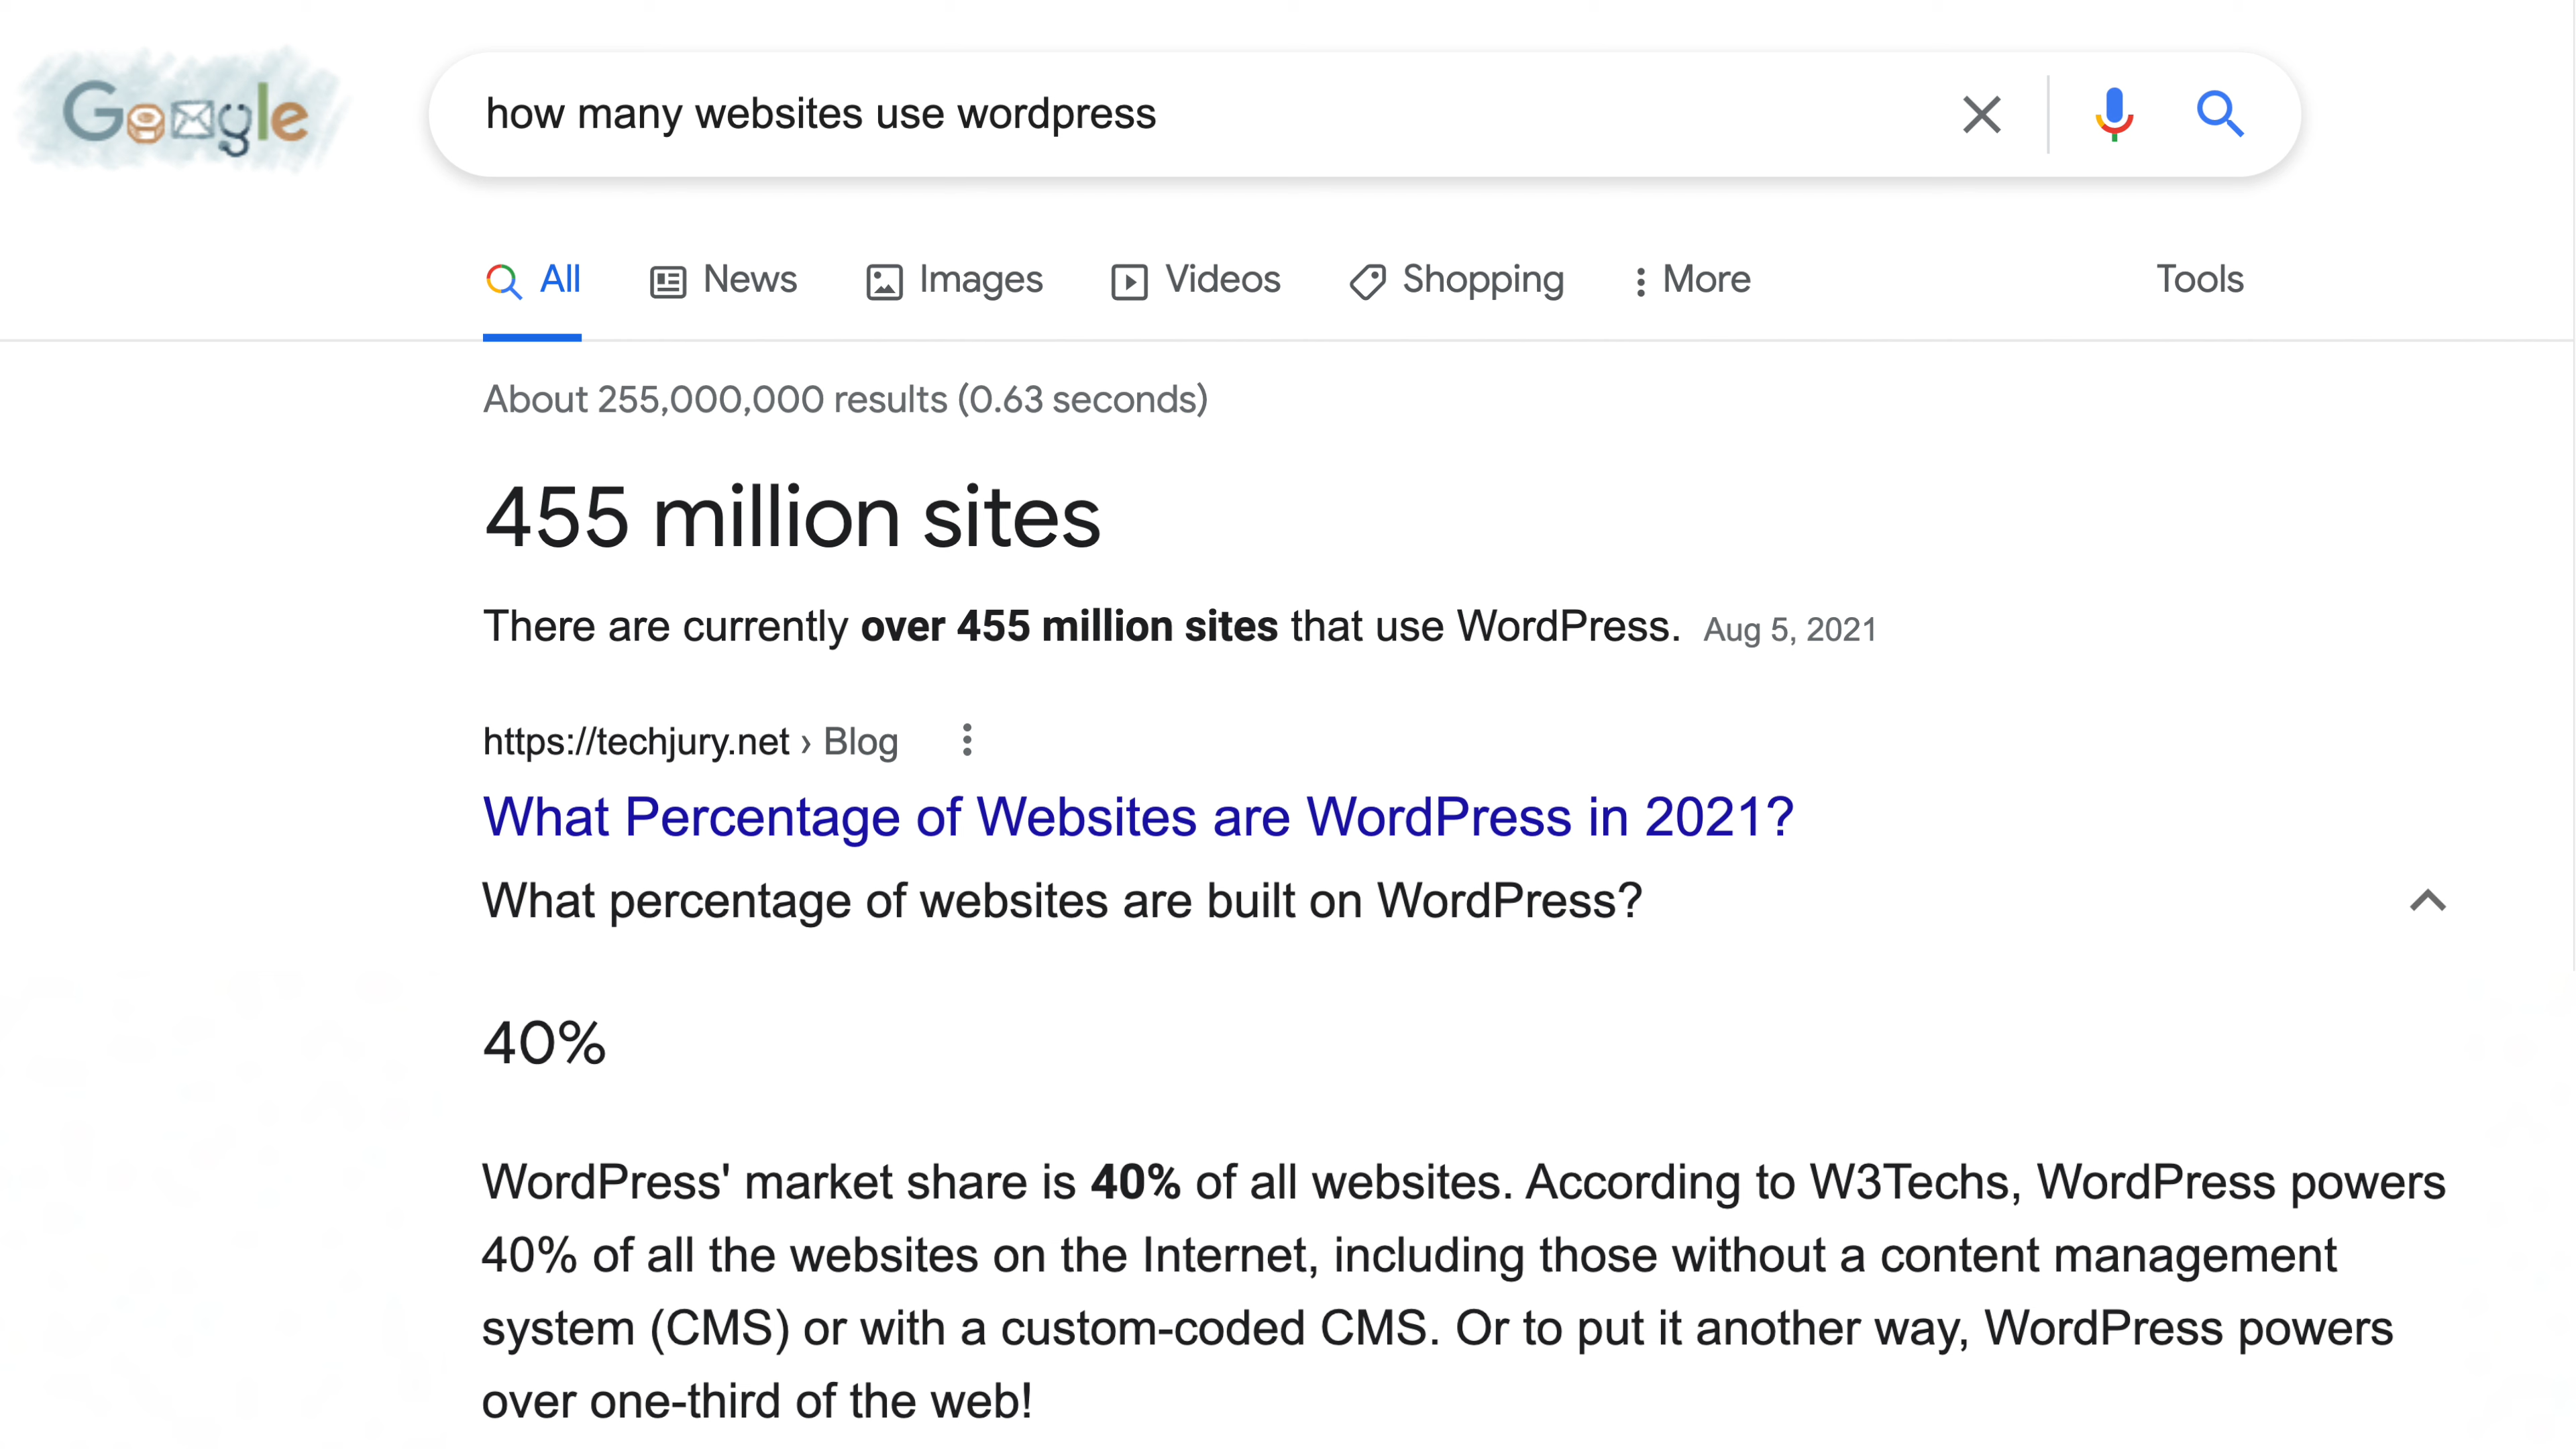 Google
how many websites use wordpress
All News Images Videos Shopping More Tools
About 255,000,000 results (0.63 seconds)
455 million sites
There are currently over 455 million sites that use WordPress. Aug 5, 2021
https://techjury.net › Blog
What Percentage of Websites are WordPress in 2021?
What percentage of websites are built on WordPress?
40%
WordPress' market share is 40% of all websites. According to W3Techs, WordPress powers
40% of all the websites on the Internet, including those without a content management
system (CMS) or with a custom-coded CMS. Or to put it another way, WordPress powers
over one-third of the web!